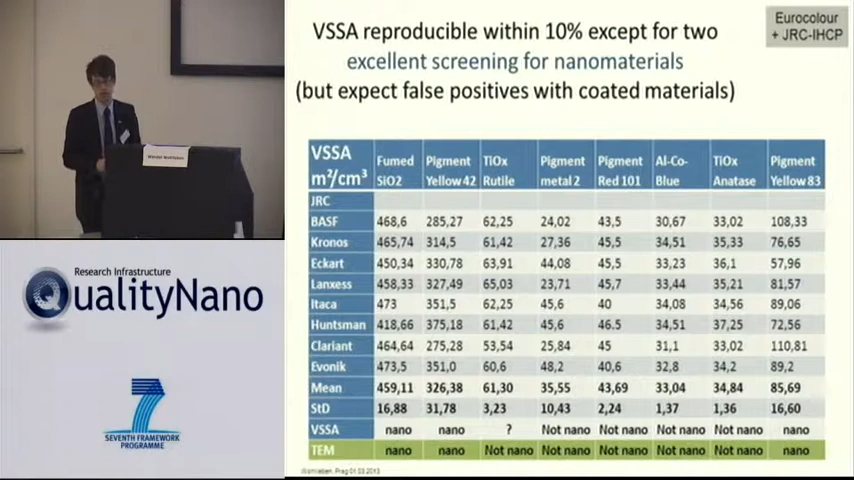 VSSA reproducible within 10% except for two
excellent screening for nanomaterials
(but expect false positives with coated materials)
Eurocolour
+ JRC-IHCP
VSSA m²/cm³ Fumed SiO2 Pigment Yellow 42 TiOx Rutile Pigment metal 2 Pigment Red 101 Al-Co-Blue TiOx Anatase Pigment Yellow 83
JRC
BASF 468,6 285,27 62,25 24,02 43,5 30,67 33,02 108,33
Kronos 465,74 314,5 61,42 27,36 45,5 34,51 35,33 76,65
Eckart 450,34 330,78 63,91 44,08 45,5 33,23 36,1 57,96
Lanxess 458,33 327,49 65,03 23,71 45,7 33,44 35,21 81,57
Itaca 473 351,5 62,25 45,6 40 34,08 34,56 89,06
Huntsman 418,66 375,18 61,42 45,6 46.5 34,51 37,25 72,56
Clariant 464,64 275,28 53,54 25,84 45 31,1 33,02 110,81
Evonik 473,5 351,0 60,6 48,2 40,6 32,8 34,2 89,2
Mean 459,11 326,38 61,30 35,55 43,69 33,04 34,84 85,69
StD 16,88 31,78 3,23 10,43 2,24 1,37 1,36 16,60
VSSA nano nano ? Not nano Not nano Not nano Not nano nano
TEM nano nano Not nano Not nano Not nano Not nano Not nano nano
Wohlleben, Prag 01.03.2013
Wendel Wohlleben
Research Infrastructure
QualityNano
7
SEVENTH FRAMEWORK
PROGRAMME